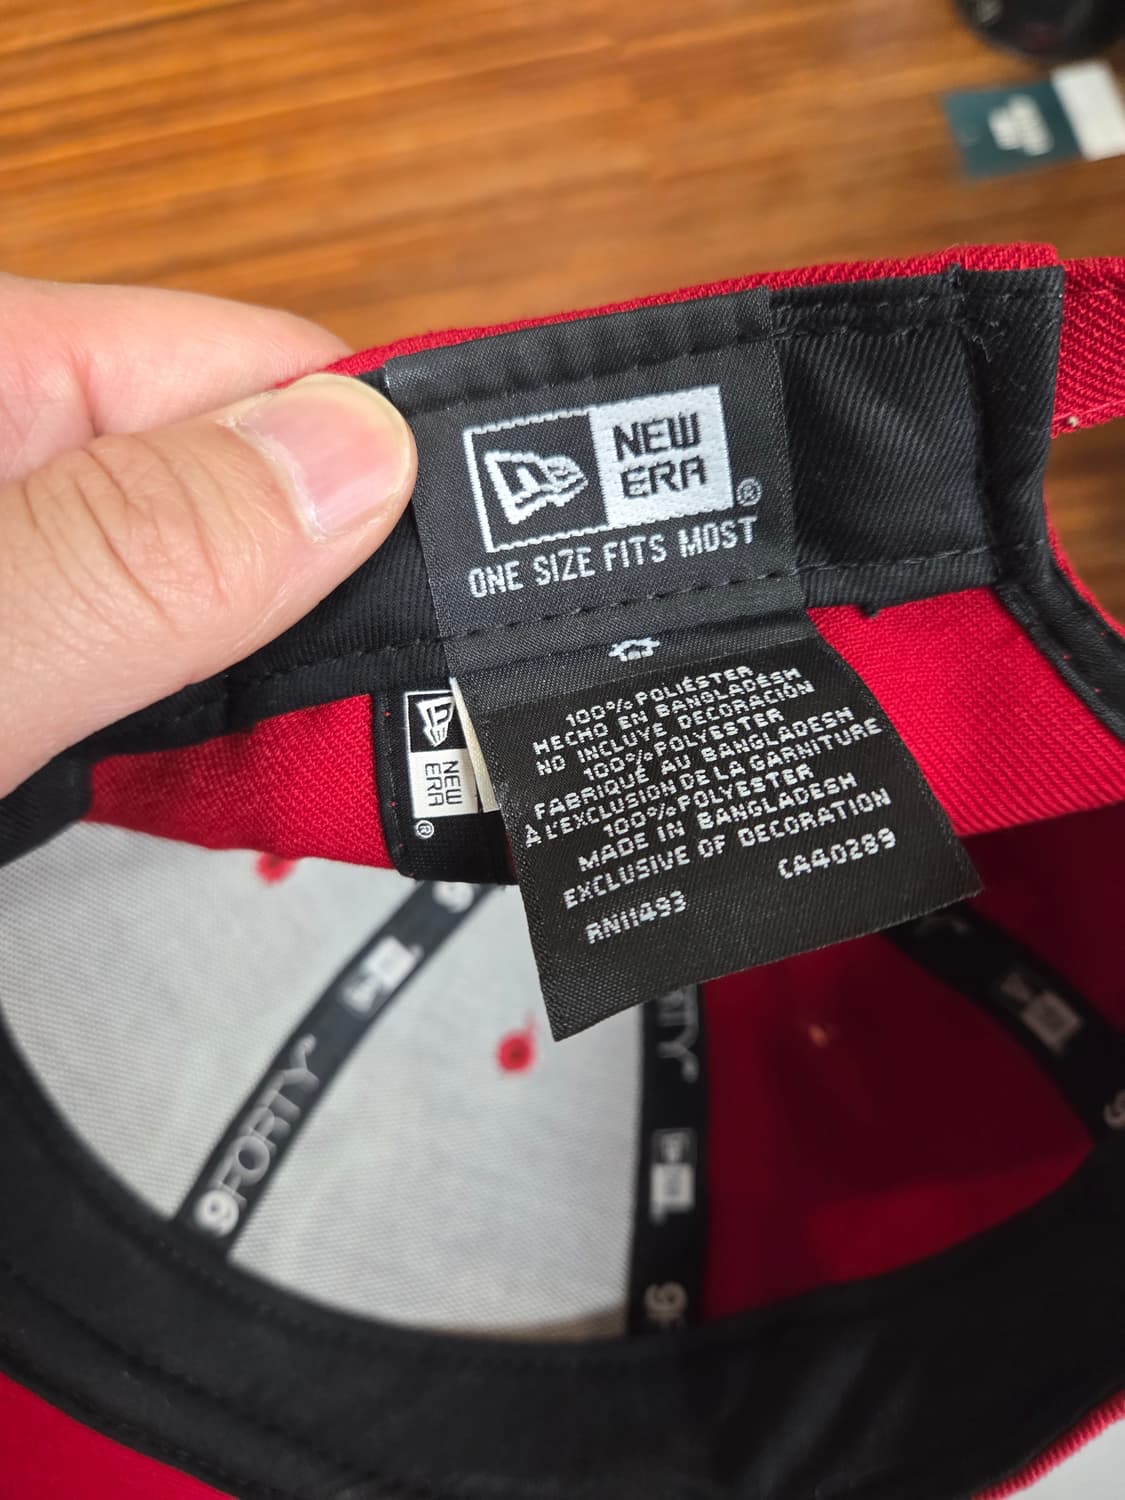 NEW
ERA
®
ONE SIZE FITS MOST
100% POLIÉSTER
HECHO EN BANGLADESH
NO INCLUYE DECORACIÓN
100% POLYESTER
FABRIQUÉ AU BANGLADESH
À L'EXCLUSION DE LA GARNITURE
100% POLYESTER
MADE IN BANGLADESH
EXCLUSIVE OF DECORATION
CA40289
RN11493
NEW
ERA
®
9FORTY